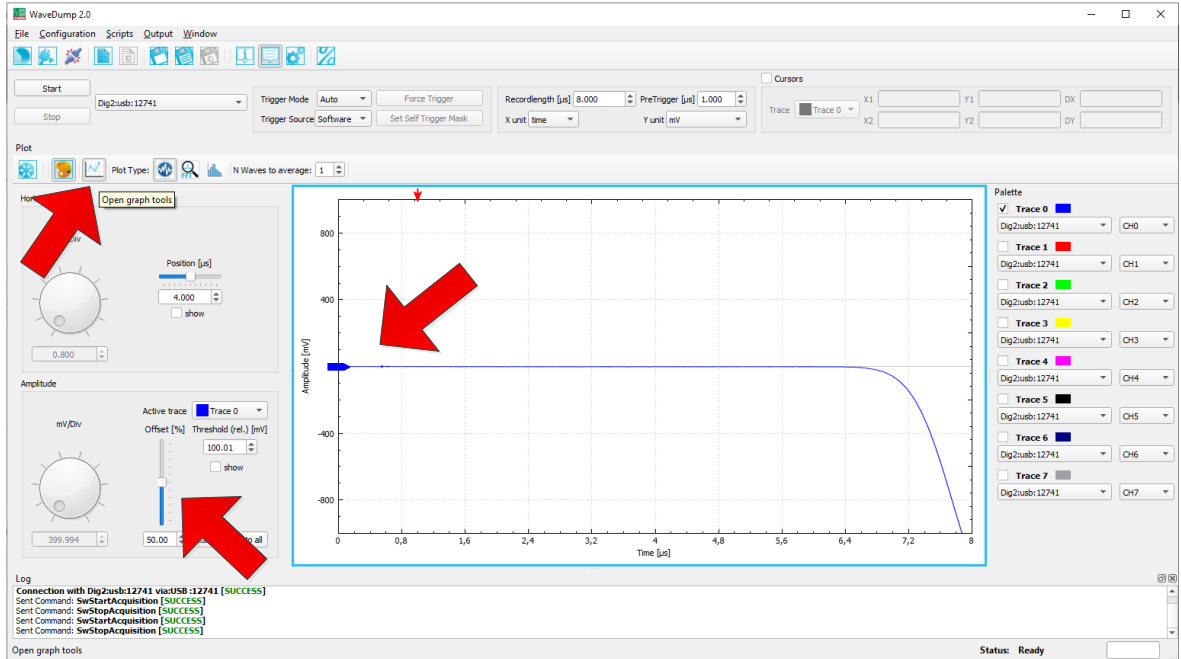 WaveDump 2.0
File Configuration Scripts Output Window
Start
Stop
Dig2:usb:12741
Trigger Mode Auto Force Trigger
Trigger Source Software Set Self Trigger Mask
Recordlength [µs] 8.000 PreTrigger [µs] 1.000
X unit time Y unit mV
Cursors
Trace Trace 0 X1 Y1 DX
X2 Y2 DY
Plot
FFT
Plot Type: N Waves to average: 1
Open graph tools
Position [µs]
4.000
show
0.800
Amplitude
mV/Div
Active trace Trace 0
Offset [%] Threshold (rel.) [mV]
100.01
show
399.994
50.00 to all
Amplitude [mV]
800
400
0
-400
-800
0 0,8 1,6 2,4 3,2 4 4,8 5,6 6,4 7,2 8
Time [µs]
Palette
Trace 0
Dig2:usb:12741 CH0
Trace 1
Dig2:usb:12741 CH1
Trace 2
Dig2:usb:12741 CH2
Trace 3
Dig2:usb:12741 CH3
Trace 4
Dig2:usb:12741 CH4
Trace 5
Dig2:usb:12741 CH5
Trace 6
Dig2:usb:12741 CH6
Trace 7
Dig2:usb:12741 CH7
Log
Connection with Dig2:usb:12741 via:USB :12741 [SUCCESS]
Sent Command: SwStartAcquisition [SUCCESS]
Sent Command: SwStopAcquisition [SUCCESS]
Sent Command: SwStartAcquisition [SUCCESS]
Sent Command: SwStopAcquisition [SUCCESS]
Open graph tools
Status: Ready